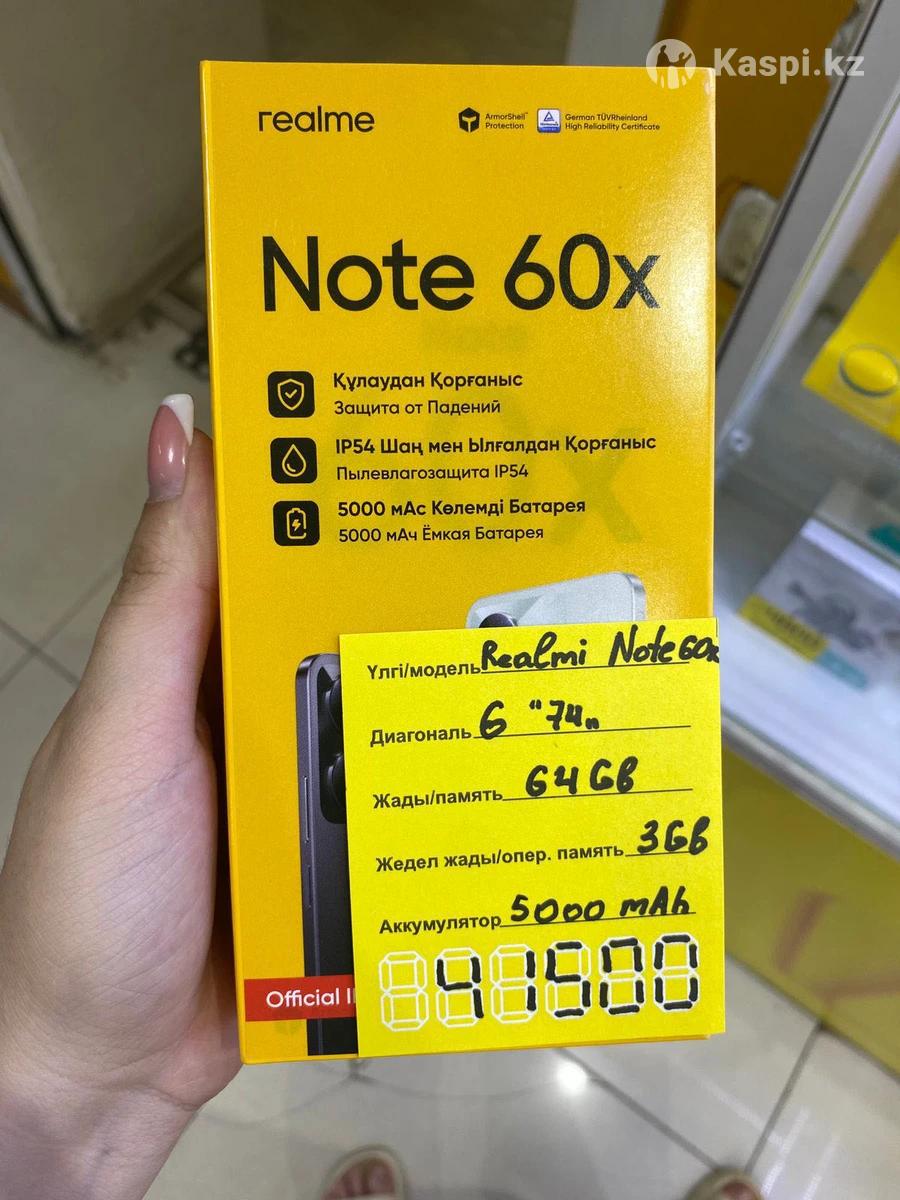 Kaspi.kz
realme
ArmorShell™ Protection
German TÜVRheinland
High Reliability Certificate
Note 60x
Құлаудан Қорғаныс
Защита от Падений
IP54 Шаң мен Ылғалдан Қорғаныс
Пылевлагозащита IP54
5000 мАс Көлемді Батарея
5000 мАч Ёмкая Батарея
Үлгі/модель Realmi Note 60x
Диагональ 6 "74"
Жады/память 64 GB
Жедел жады/опер. память 3GB
Аккумулятор 5000 mAh
41500
Official